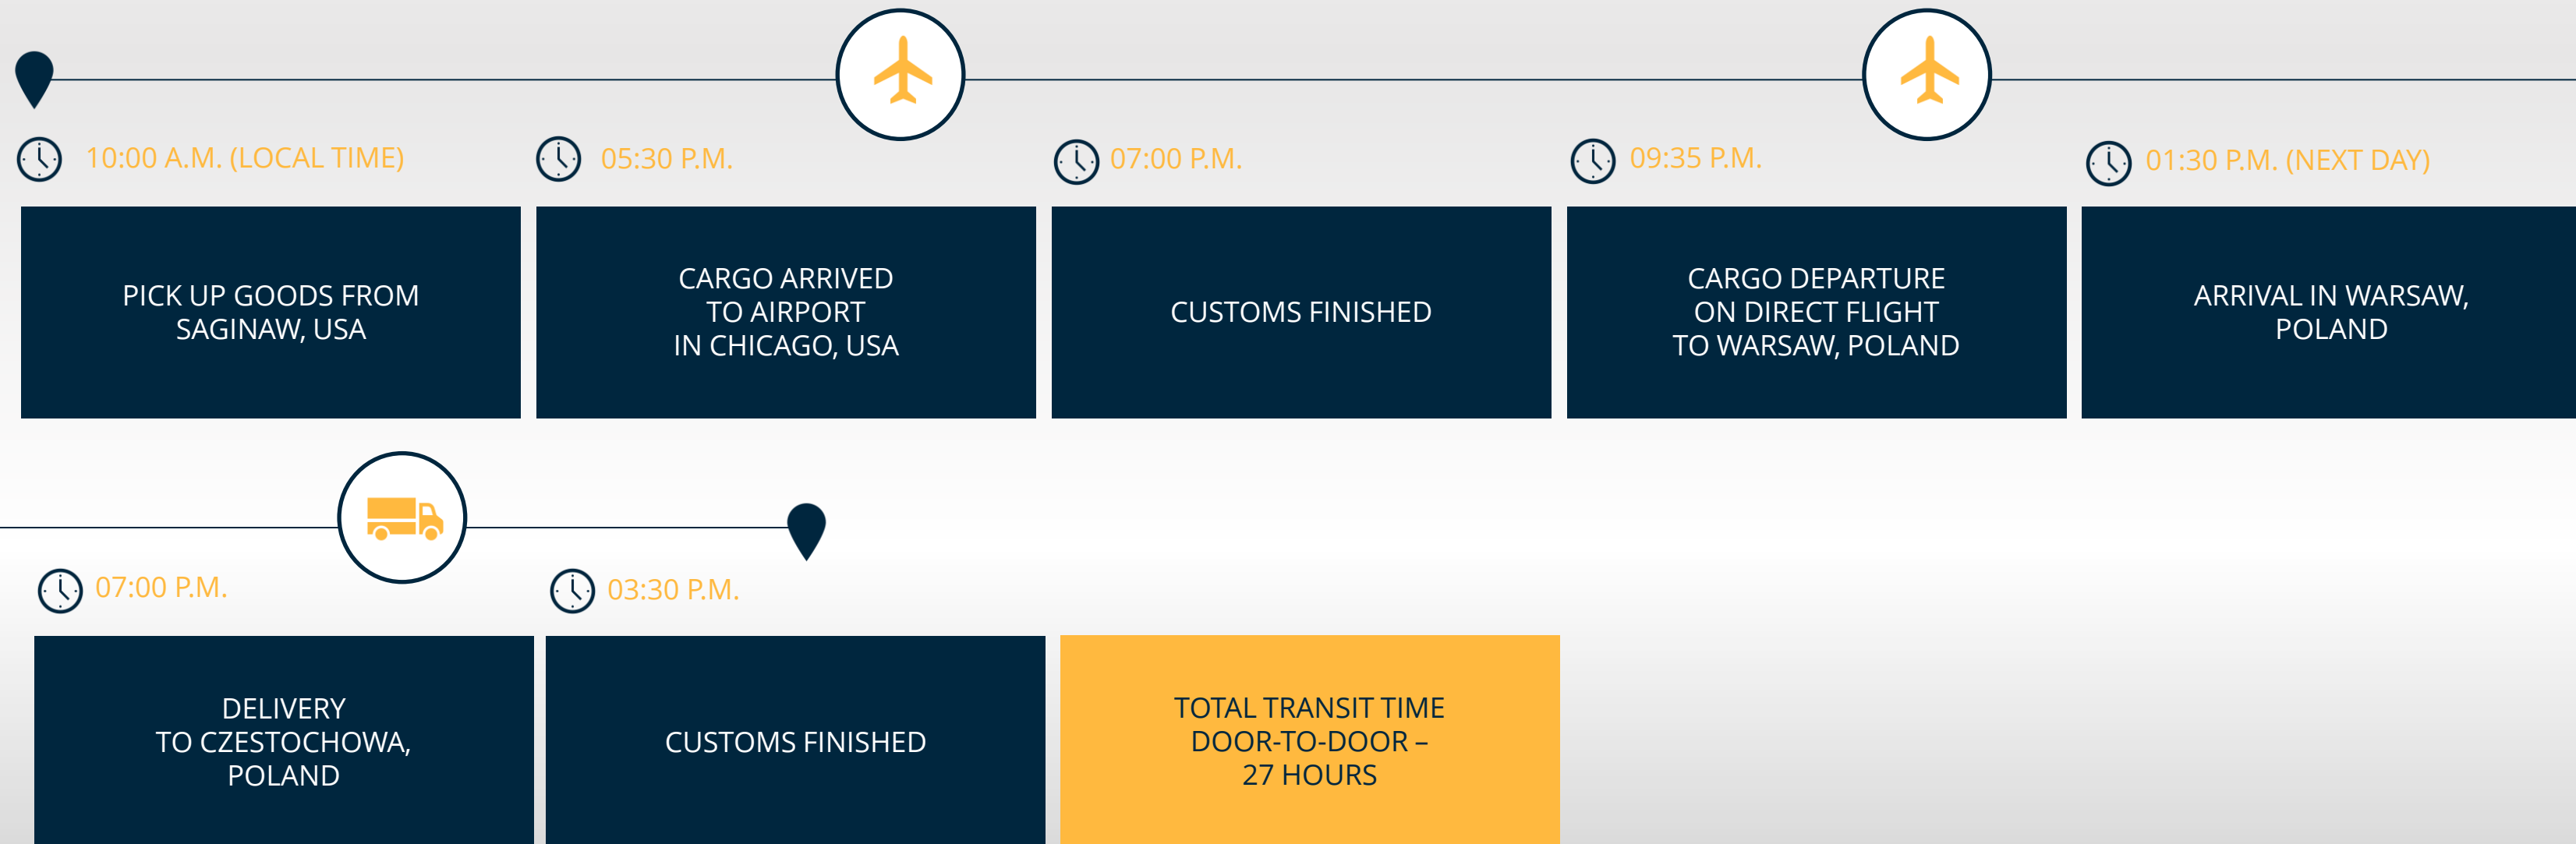 10:00 A.M. (LOCAL TIME)
PICK UP GOODS FROM
SAGINAW, USA
05:30 P.M.
CARGO ARRIVED
TO AIRPORT
IN CHICAGO, USA
07:00 P.M.
CUSTOMS FINISHED
09:35 P.M.
CARGO DEPARTURE
ON DIRECT FLIGHT
TO WARSAW, POLAND
01:30 P.M. (NEXT DAY)
ARRIVAL IN WARSAW,
POLAND
07:00 P.M.
DELIVERY
TO CZESTOCHOWA,
POLAND
03:30 P.M.
CUSTOMS FINISHED
TOTAL TRANSIT TIME
DOOR-TO-DOOR –
27 HOURS